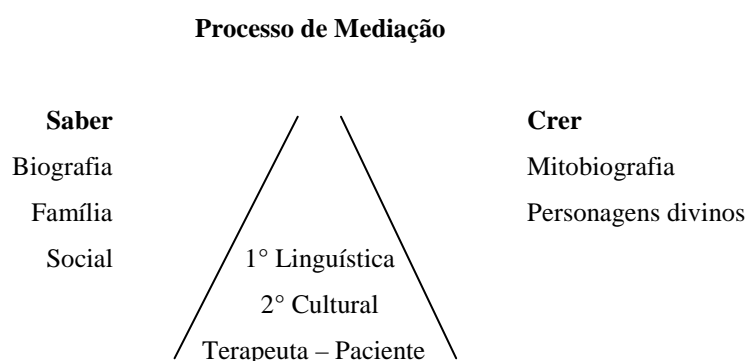 Processo de Mediação
Saber
Crer
Biografia
Mitobiografia
Família
Personagens divinos
Social
1° Linguística
2° Cultural
Terapeuta – Paciente